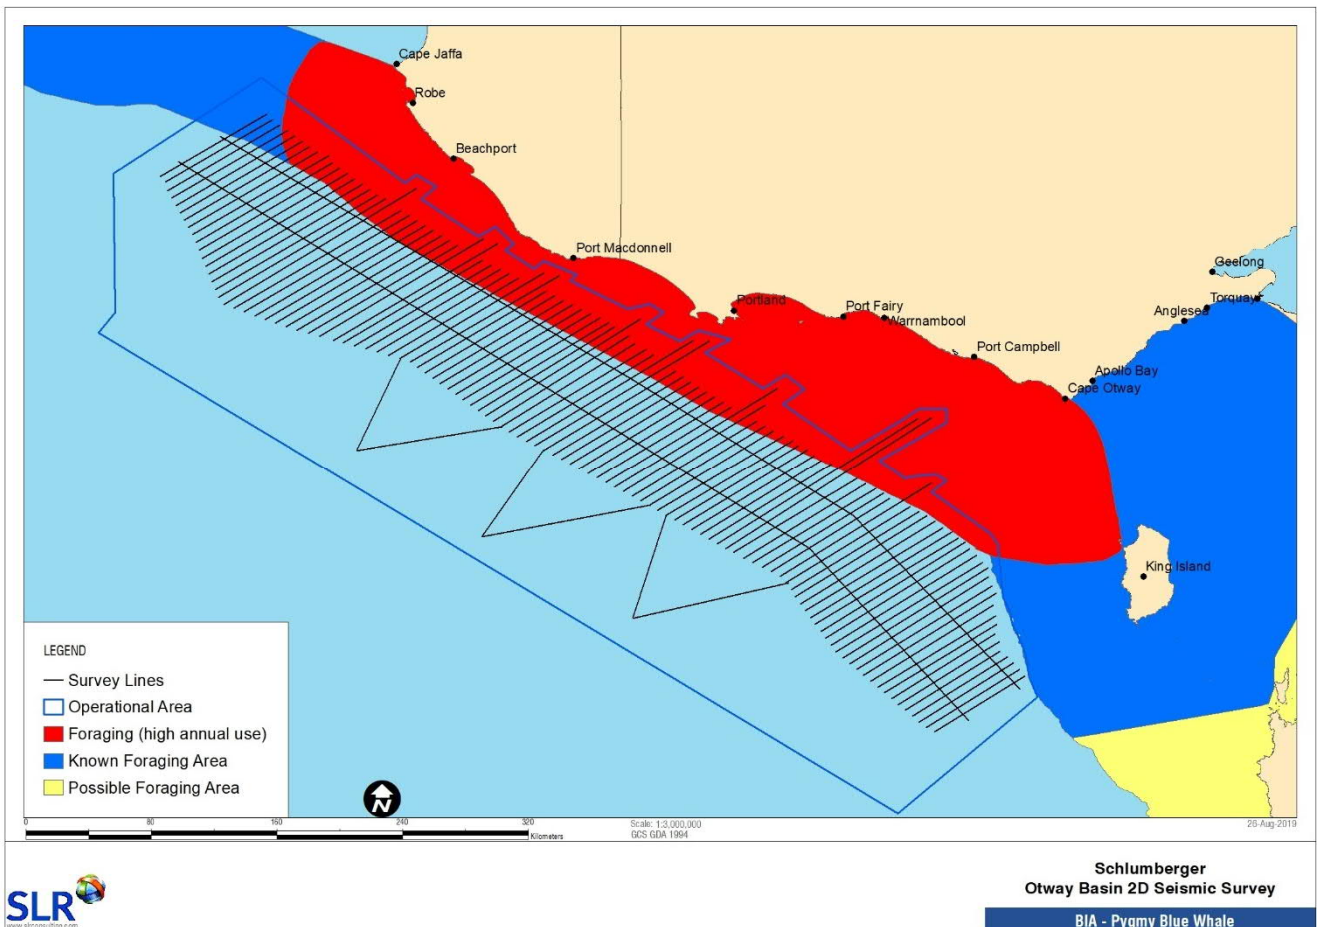 Cape Jaffa
Robe
Beachport
Port Macdonnell
Geelong
Portland
Port Fairy
Torquay
Anglesea
Warrnambool
Port Campbell
Apollo Bay
Cape Otway
King Island
LEGEND
Survey Lines
Operational Area
Foraging (high annual use)
Known Foraging Area
Possible Foraging Area
N
0 80 160 240 320
Kilometers
Scale: 1:3,000,000
GCS GDA 1994
26-Aug-2019
Schlumberger
Otway Basin 2D Seismic Survey
SLR
www.slrconsulting.com
BIA - Pygmy Blue Whale